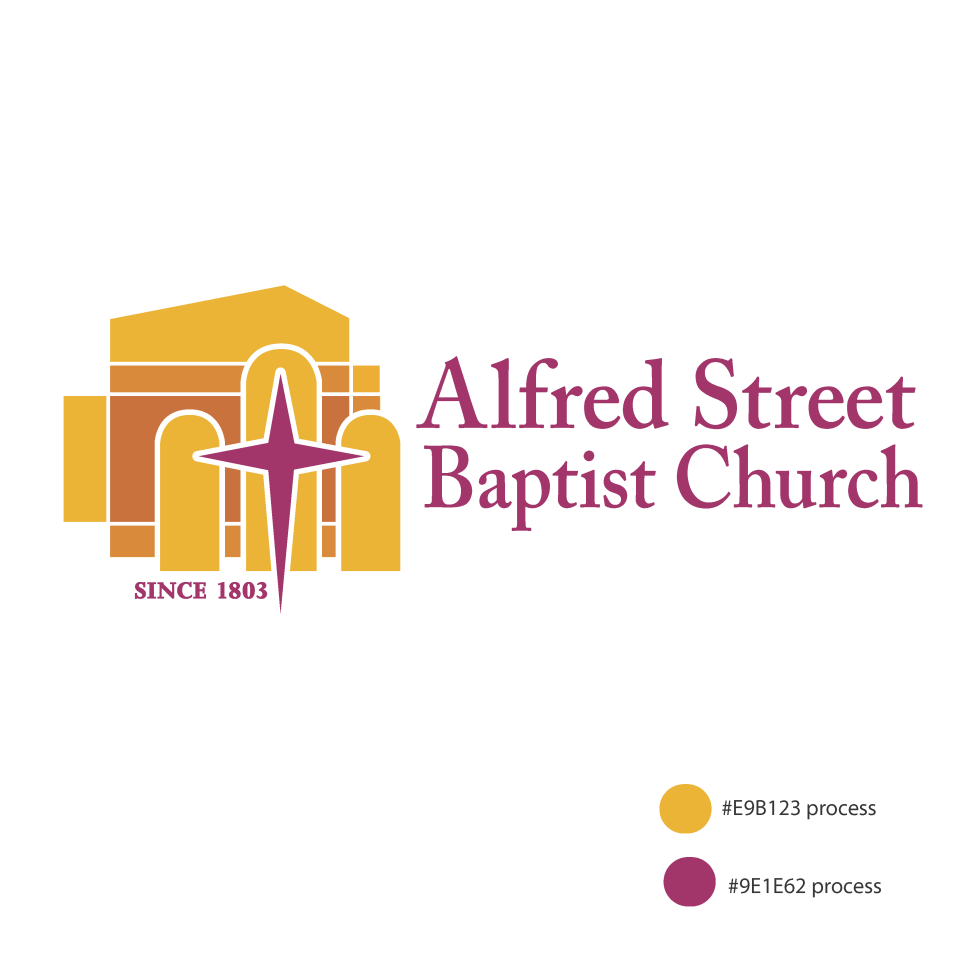 Alfred Street
Baptist Church
SINCE 1803
#E9B123 process
#9E1E62 process